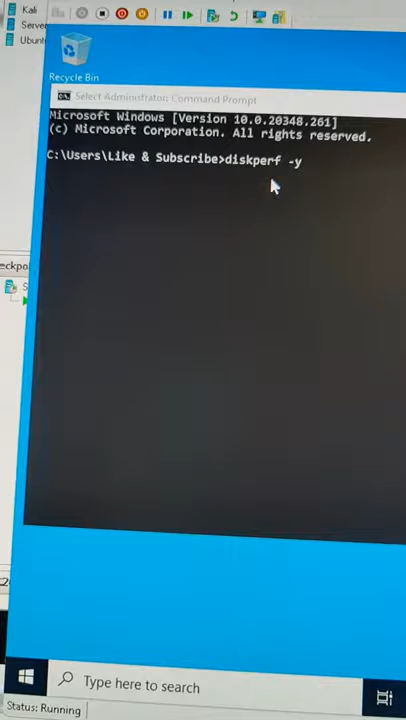 Kali
Server
Ubuntu
Recycle Bin
Select Administrator: Command Prompt
Microsoft Windows [Version 10.0.20348.261]
(c) Microsoft Corporation. All rights reserved.
C:\Users\Like & Subscribe>diskperf -y
eckpo
S
Type here to search
Status: Running